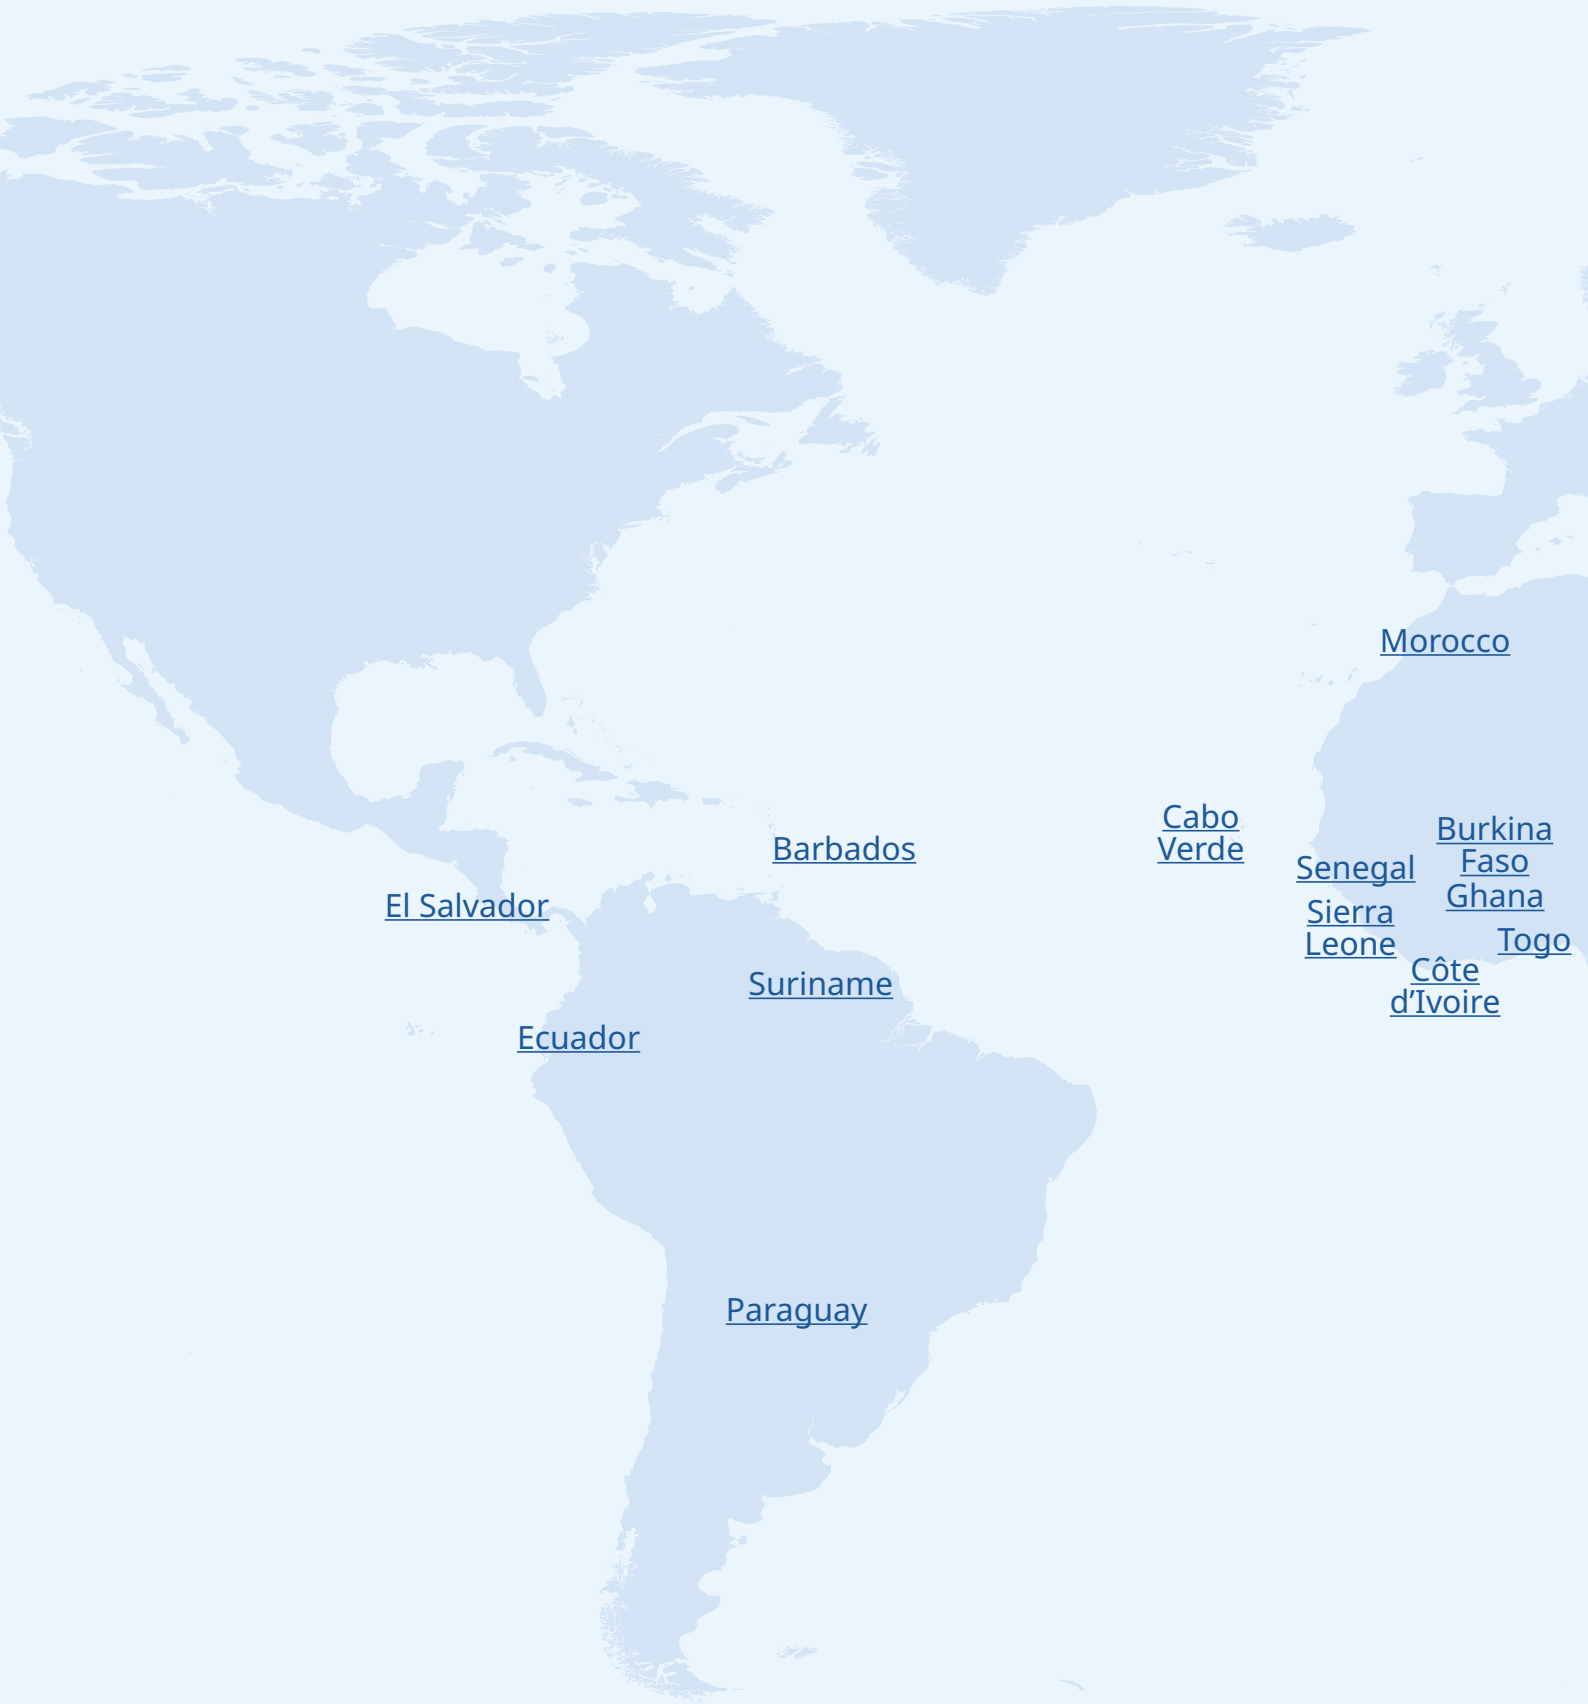 Morocco
Cabo
Verde
Burkina
Faso
Barbados
Senegal
Ghana
El Salvador
Sierra
Leone
Togo
Côte
d’Ivoire
Suriname
Ecuador
Paraguay